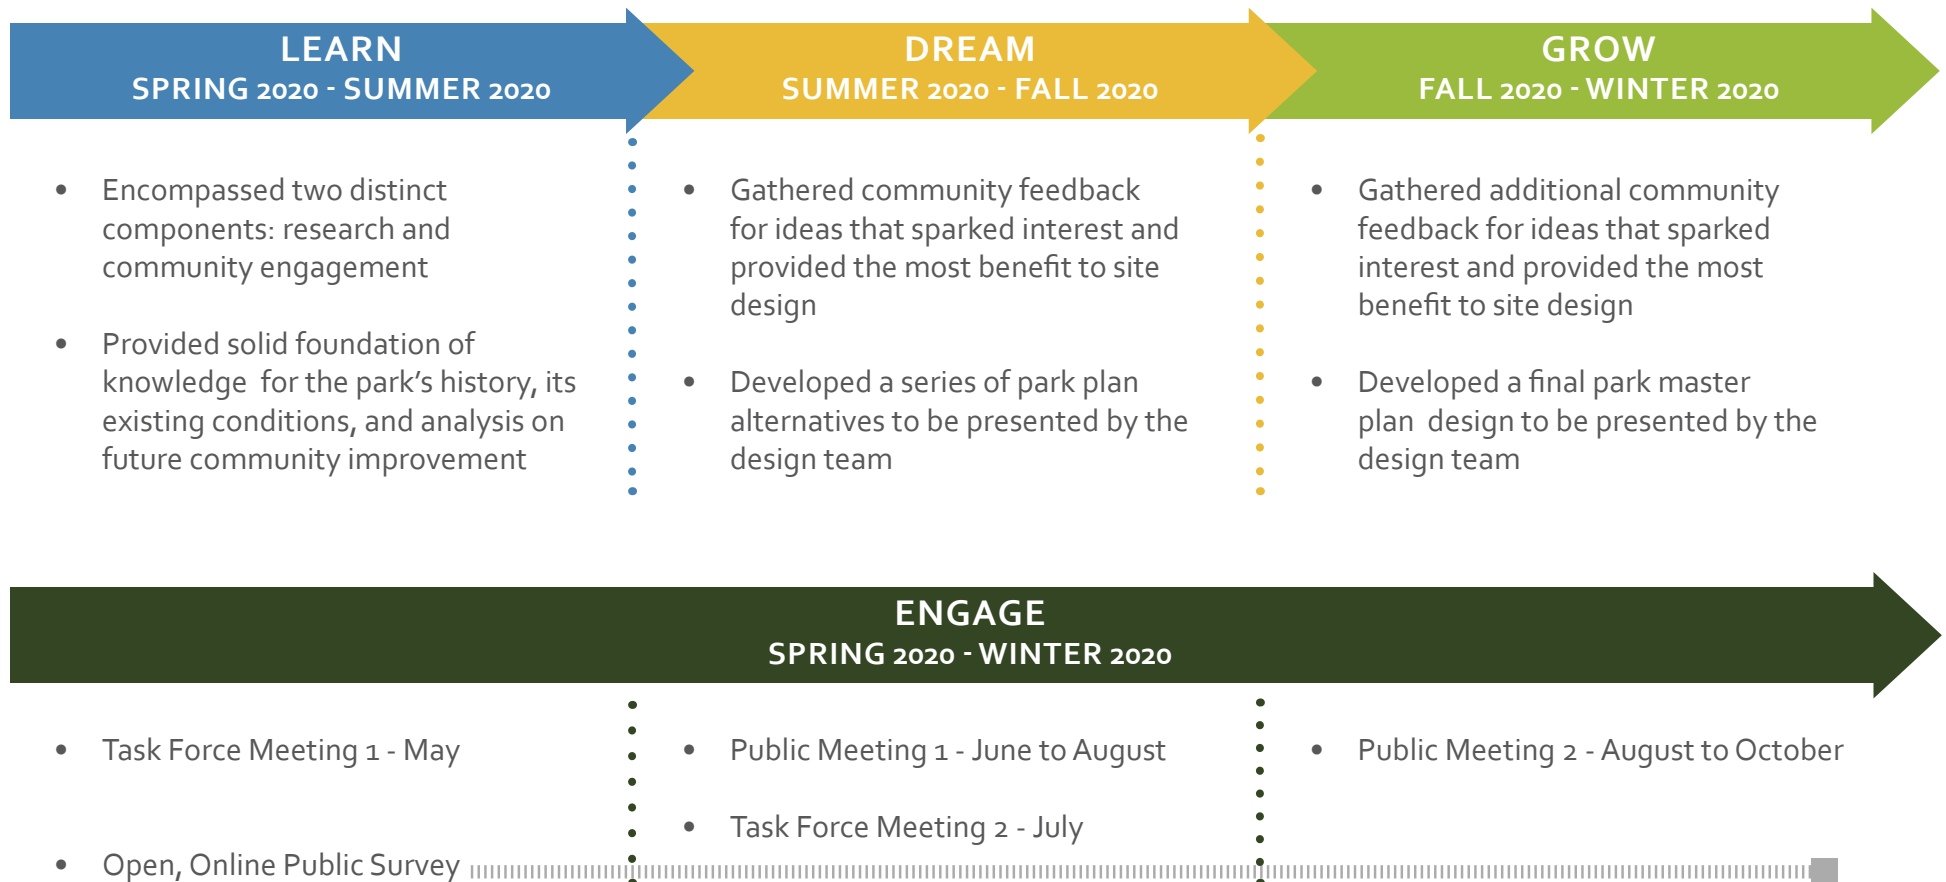 LEARN
SPRING 2020 - SUMMER 2020
DREAM
SUMMER 2020 - FALL 2020
GROW
FALL 2020 - WINTER 2020
• Encompassed two distinct
components: research and
community engagement
• Provided solid foundation of
knowledge for the park's history, its
existing conditions, and analysis on
future community improvement
• Gathered community feedback
for ideas that sparked interest and
provided the most benefit to site
design
• Developed a series of park plan
alternatives to be presented by the
design team
• Gathered additional community
feedback for ideas that sparked
interest and provided the most
benefit to site design
• Developed a final park master
plan design to be presented by the
design team
ENGAGE
SPRING 2020 - WINTER 2020
• Task Force Meeting 1 - May
• Open, Online Public Survey
• Public Meeting 1 - June to August
• Task Force Meeting 2 - July
• Public Meeting 2 - August to October